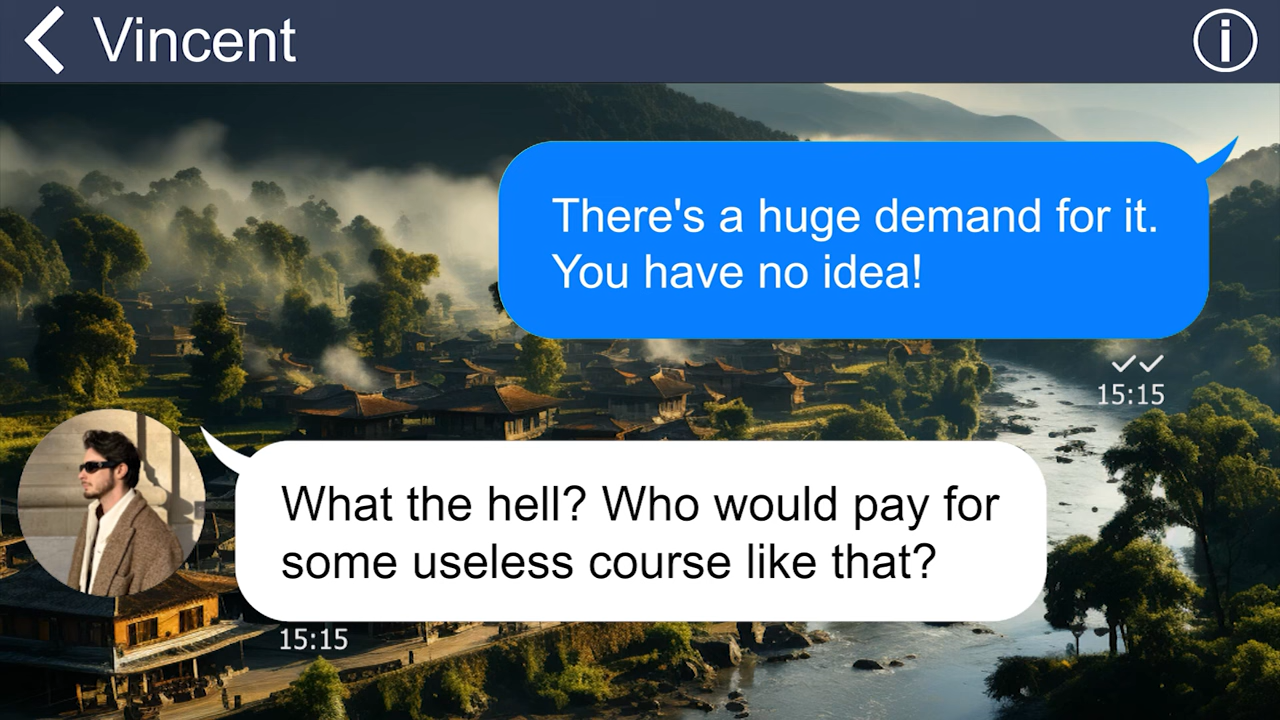 Vincent
There's a huge demand for it.
You have no idea!
15:15
What the hell? Who would pay for
some useless course like that?
15:15